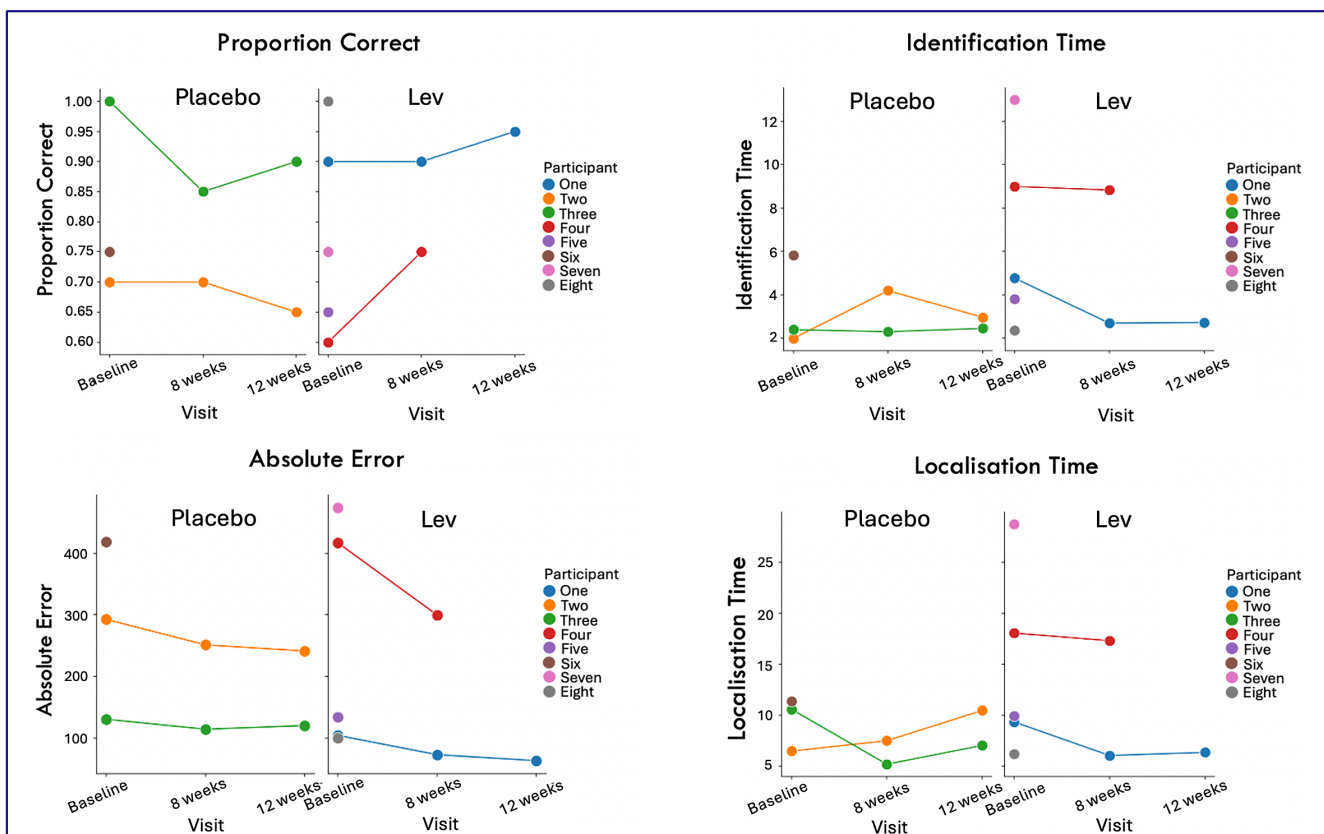 Proportion Correct
Placebo
Lev
Proportion Correct
1.00
0.95
0.90
0.85
0.80
0.75
0.70
0.65
0.60
Baseline
8 weeks
12 weeks
Baseline
8 weeks
12 weeks
Visit
Visit
Participant
One
Two
Three
Four
Five
Six
Seven
Eight
Identification Time
Placebo
Lev
Identification Time
12
10
8
6
4
2
Baseline
8 weeks
12 weeks
Baseline
8 weeks
12 weeks
Visit
Visit
Participant
One
Two
Three
Four
Five
Six
Seven
Eight
Absolute Error
Placebo
Lev
Absolute Error
400
300
200
100
Baseline
8 weeks
12 weeks
Baseline
8 weeks
12 weeks
Visit
Visit
Participant
One
Two
Three
Four
Five
Six
Seven
Eight
Localisation Time
Placebo
Lev
Localisation Time
25
20
15
10
5
Baseline
8 weeks
12 weeks
Baseline
8 weeks
12 weeks
Visit
Visit
Participant
One
Two
Three
Four
Five
Six
Seven
Eight